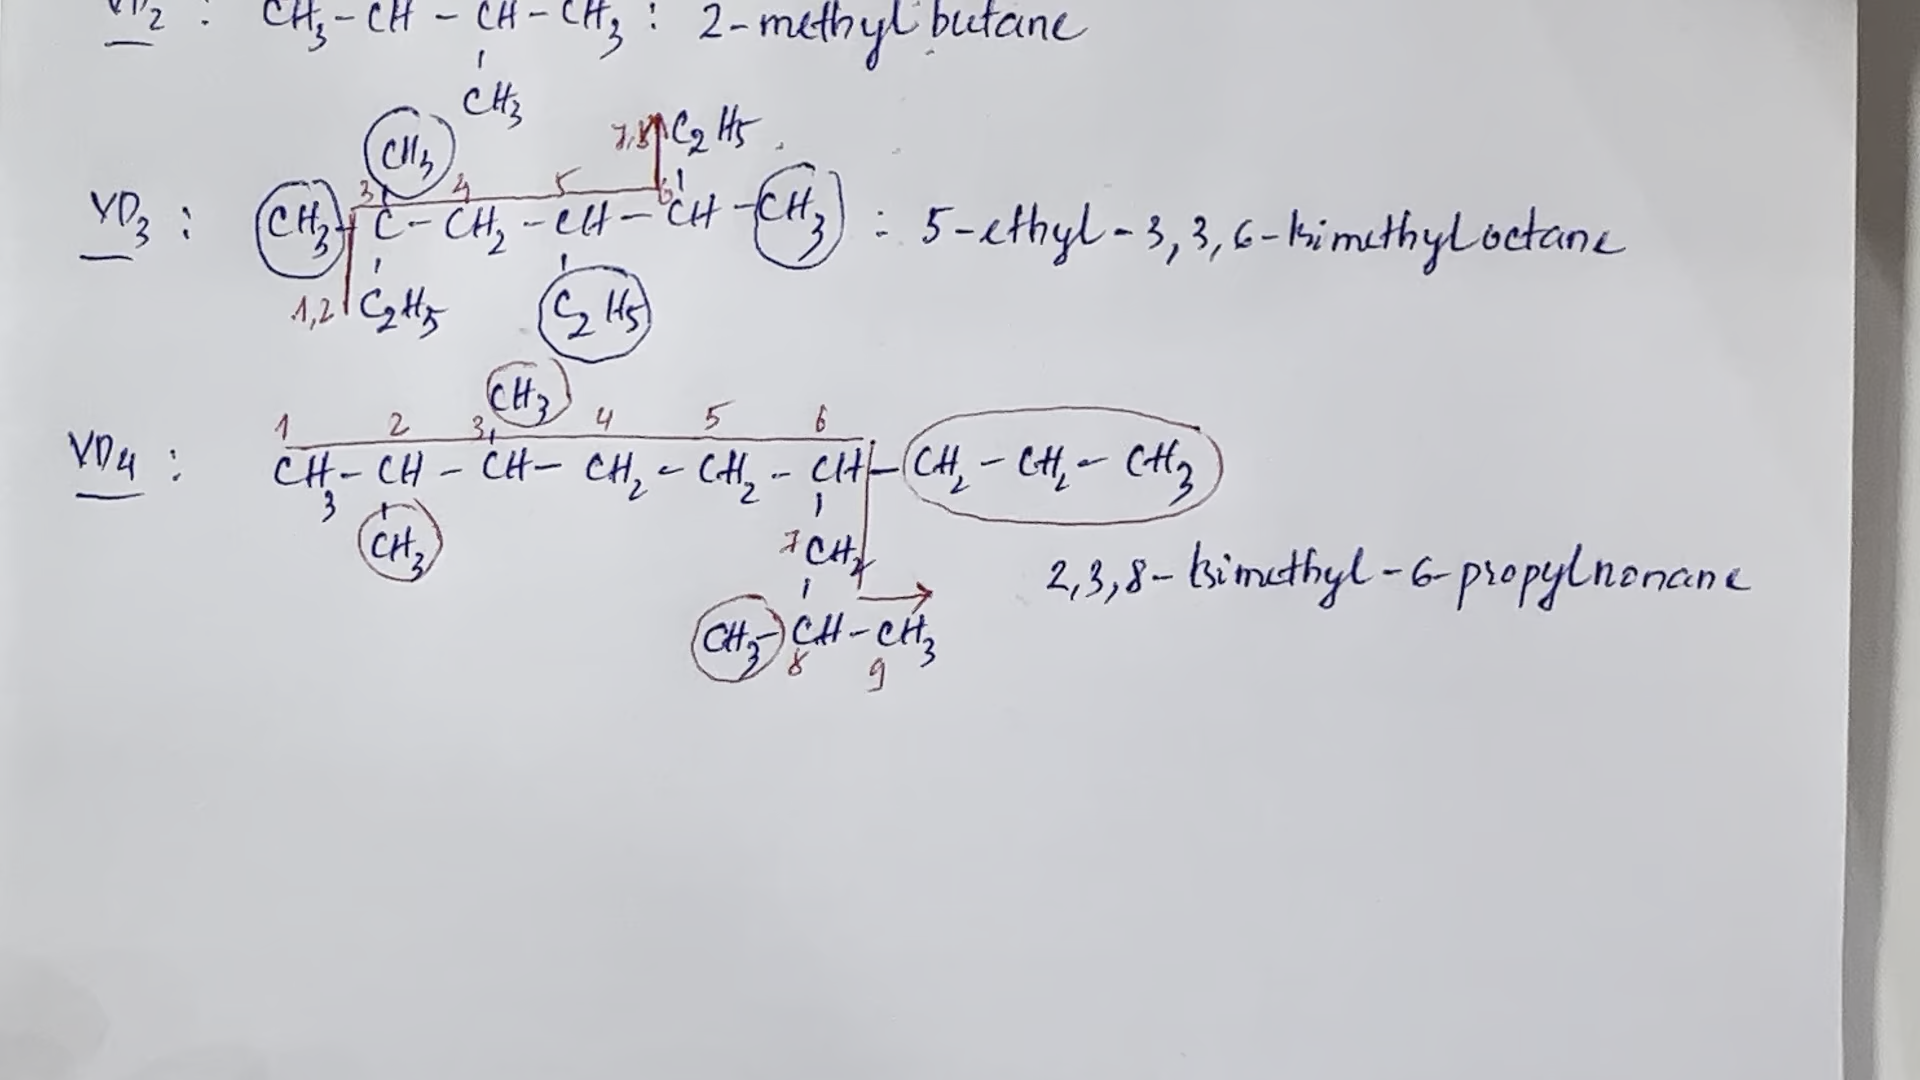 VD2 : CH3 - CH - CH - CH3 : 2-methylbutane
CH3
CH3 7,8 C2H5
3 4 5 6
VD3 : CH3 - C - CH2 - CH - CH - CH3 : 5-ethyl-3,3,6-trimethyloctane
1,2 C2H5 C2H5
CH3
1 2 3 4 5 6
VD4 : CH3 - CH - CH - CH2 - CH2 - CH - CH2 - CH2 - CH3
CH3 7 CH2
2,3,8-trimethyl-6-propylnonane
CH3 - CH - CH3
8 9